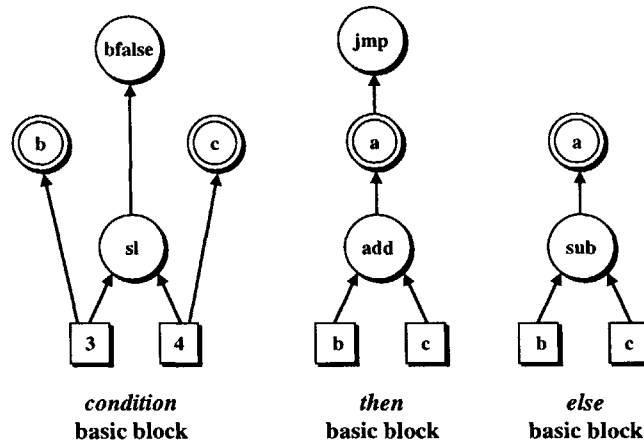 bfalse
jmp
b
c
a
a
sl
add
sub
3
4
b
c
b
c
condition
basic block
then
basic block
else
basic block